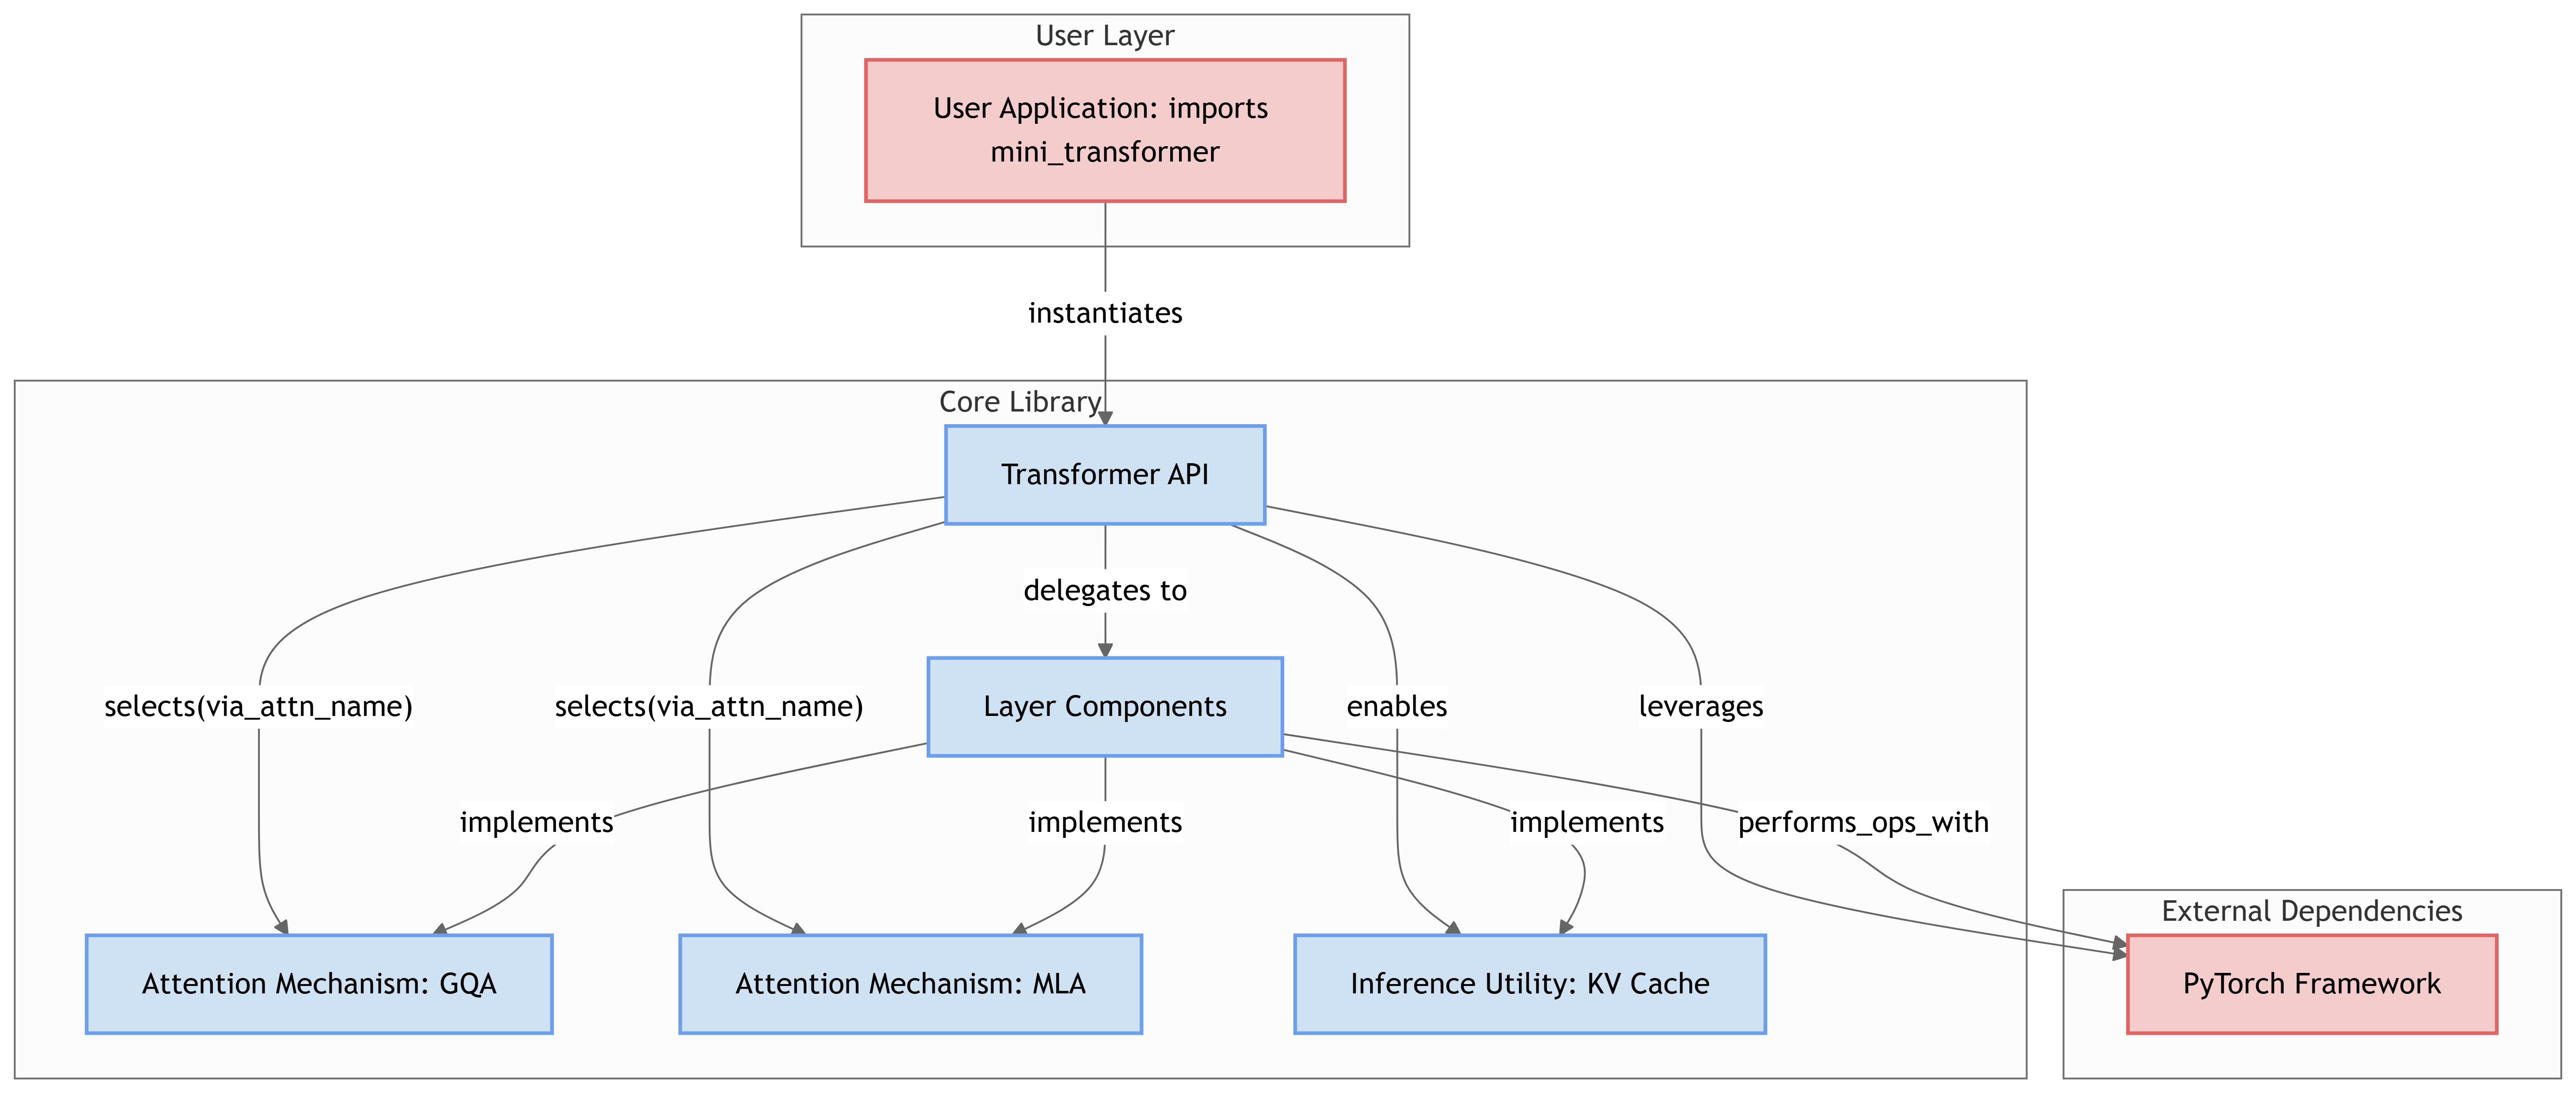 User Layer
User Application: imports
mini_transformer
instantiates
Core Library
Transformer API
delegates to
selects(via_attn_name)
selects(via_attn_name)
Layer Components
enables
leverages
implements
implements
implements
performs_ops_with
External Dependencies
Attention Mechanism: GQA
Attention Mechanism: MLA
Inference Utility: KV Cache
PyTorch Framework